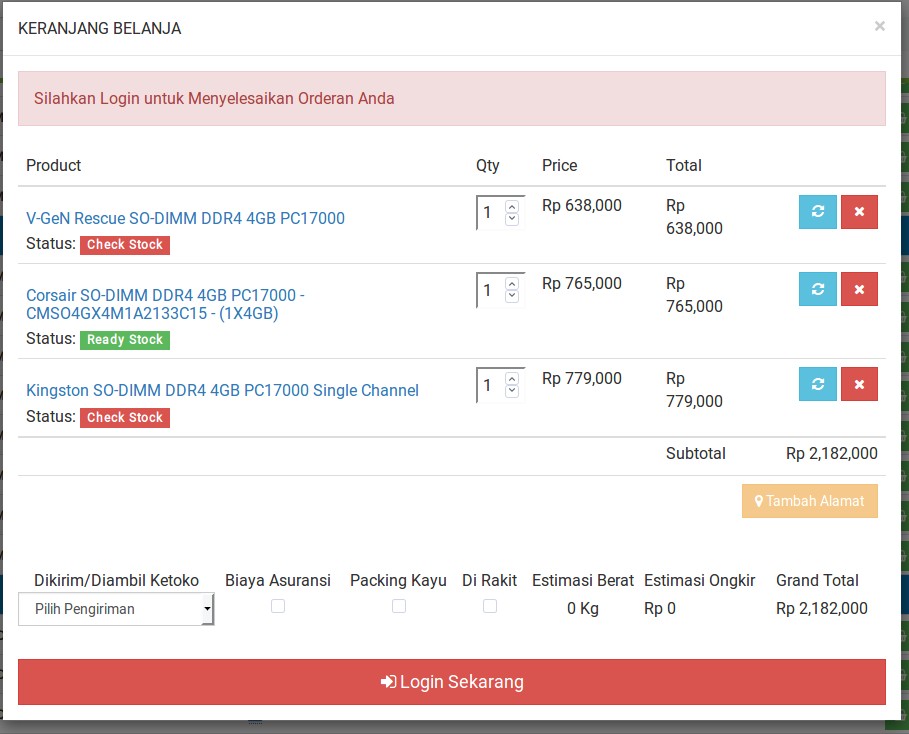 KERANJANG BELANJA ×
Silahkan Login untuk Menyelesaikan Orderan Anda
Product Qty Price Total
V-GeN Rescue SO-DIMM DDR4 4GB PC17000 1 Rp 638,000 Rp
638,000
Status: Check Stock
Corsair SO-DIMM DDR4 4GB PC17000 - 1 Rp 765,000 Rp
CMSO4GX4M1A2133C15 - (1X4GB) 765,000
Status: Ready Stock
Kingston SO-DIMM DDR4 4GB PC17000 Single Channel 1 Rp 779,000 Rp
779,000
Status: Check Stock
Subtotal Rp 2,182,000
Tambah Alamat
Dikirim/Diambil Ketoko Biaya Asuransi Packing Kayu Di Rakit Estimasi Berat Estimasi Ongkir Grand Total
Pilih Pengiriman 0 Kg Rp 0 Rp 2,182,000
Login Sekarang